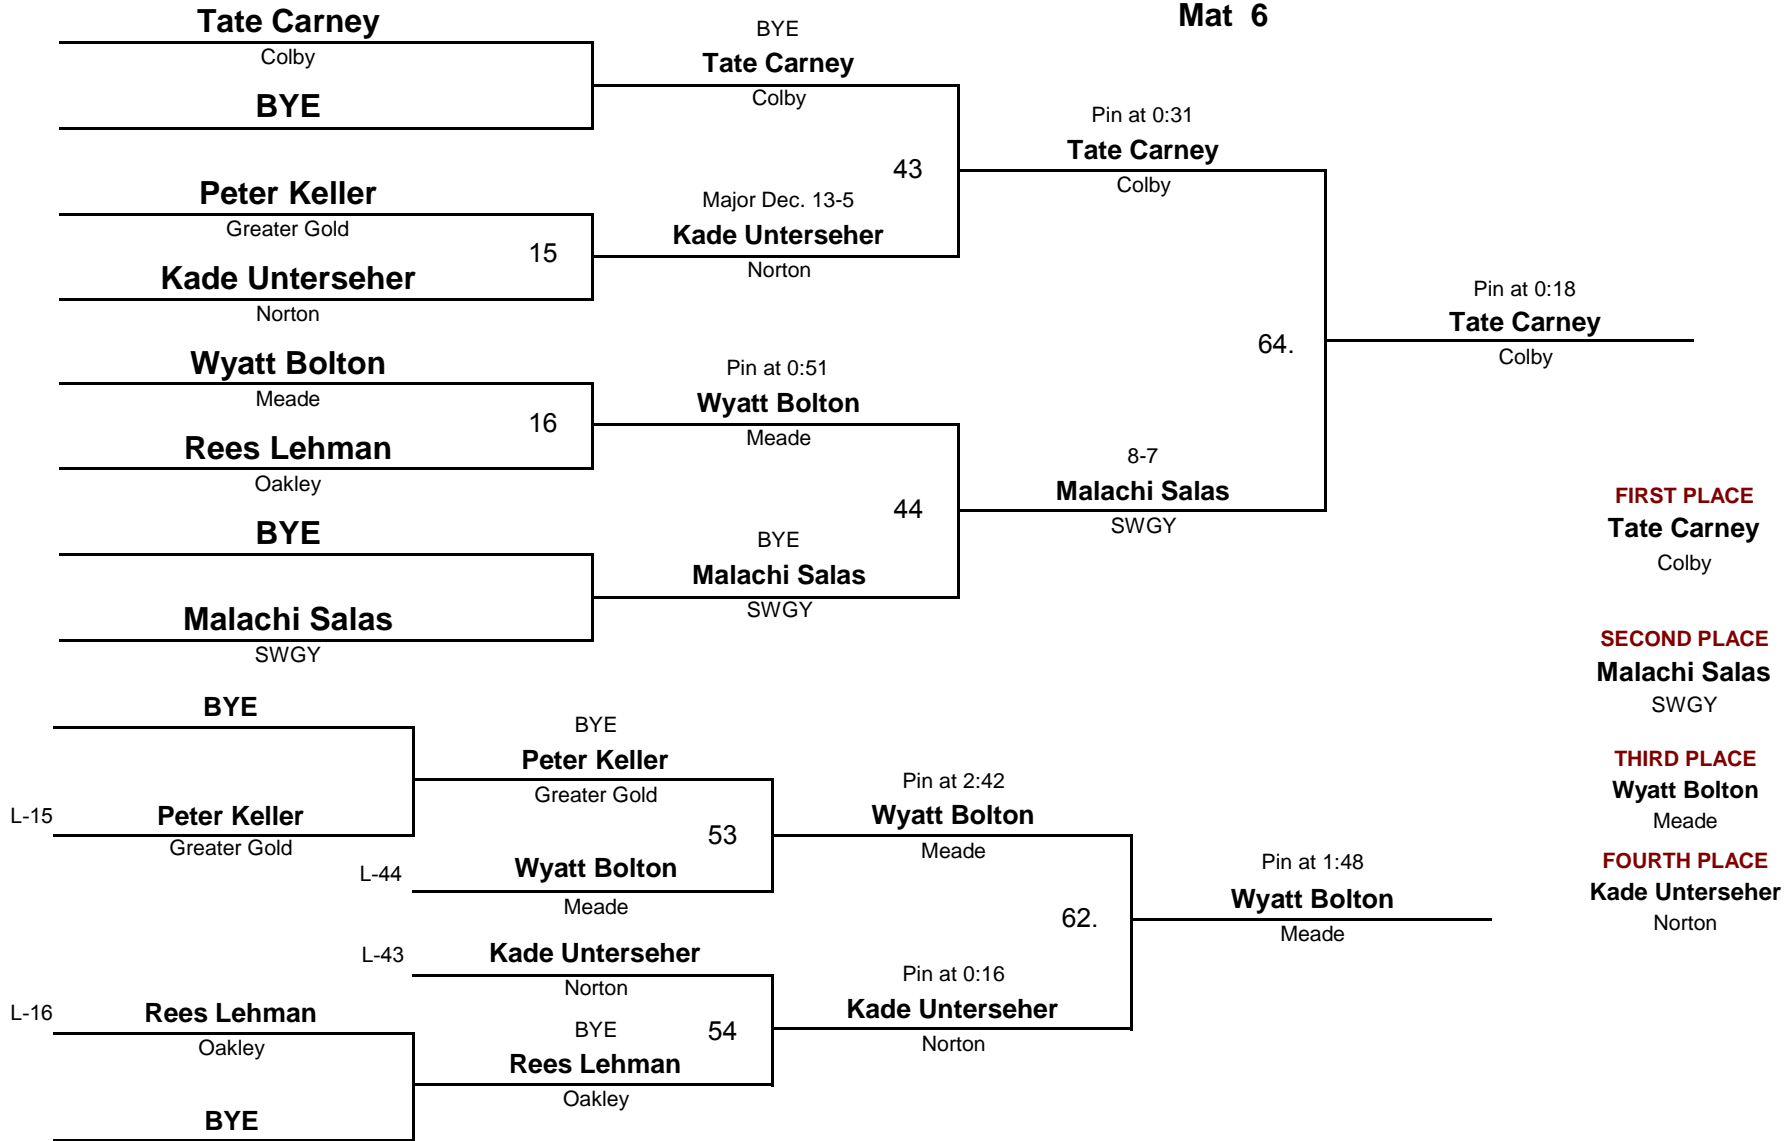 Mat 6
Tate Carney
Colby
BYE
Peter Keller
Greater Gold
15
Kade Unterseher
Norton
Wyatt Bolton
Meade
16
Rees Lehman
Oakley
BYE
Malachi Salas
SWGY
BYE
Tate Carney
Colby
43
Major Dec. 13-5
Kade Unterseher
Norton
Pin at 0:51
Wyatt Bolton
Meade
44
BYE
Malachi Salas
SWGY
Pin at 0:31
Tate Carney
Colby
64.
8-7
Malachi Salas
SWGY
Pin at 0:18
Tate Carney
Colby
FIRST PLACE
Tate Carney
Colby
SECOND PLACE
Malachi Salas
SWGY
THIRD PLACE
Wyatt Bolton
Meade
FOURTH PLACE
Kade Unterseher
Norton
BYE
L-15
Peter Keller
Greater Gold
L-16
Rees Lehman
Oakley
BYE
BYE
Peter Keller
Greater Gold
53
L-44
Wyatt Bolton
Meade
L-43
Kade Unterseher
Norton
BYE
54
Rees Lehman
Oakley
Pin at 2:42
Wyatt Bolton
Meade
62.
Pin at 0:16
Kade Unterseher
Norton
Pin at 1:48
Wyatt Bolton
Meade